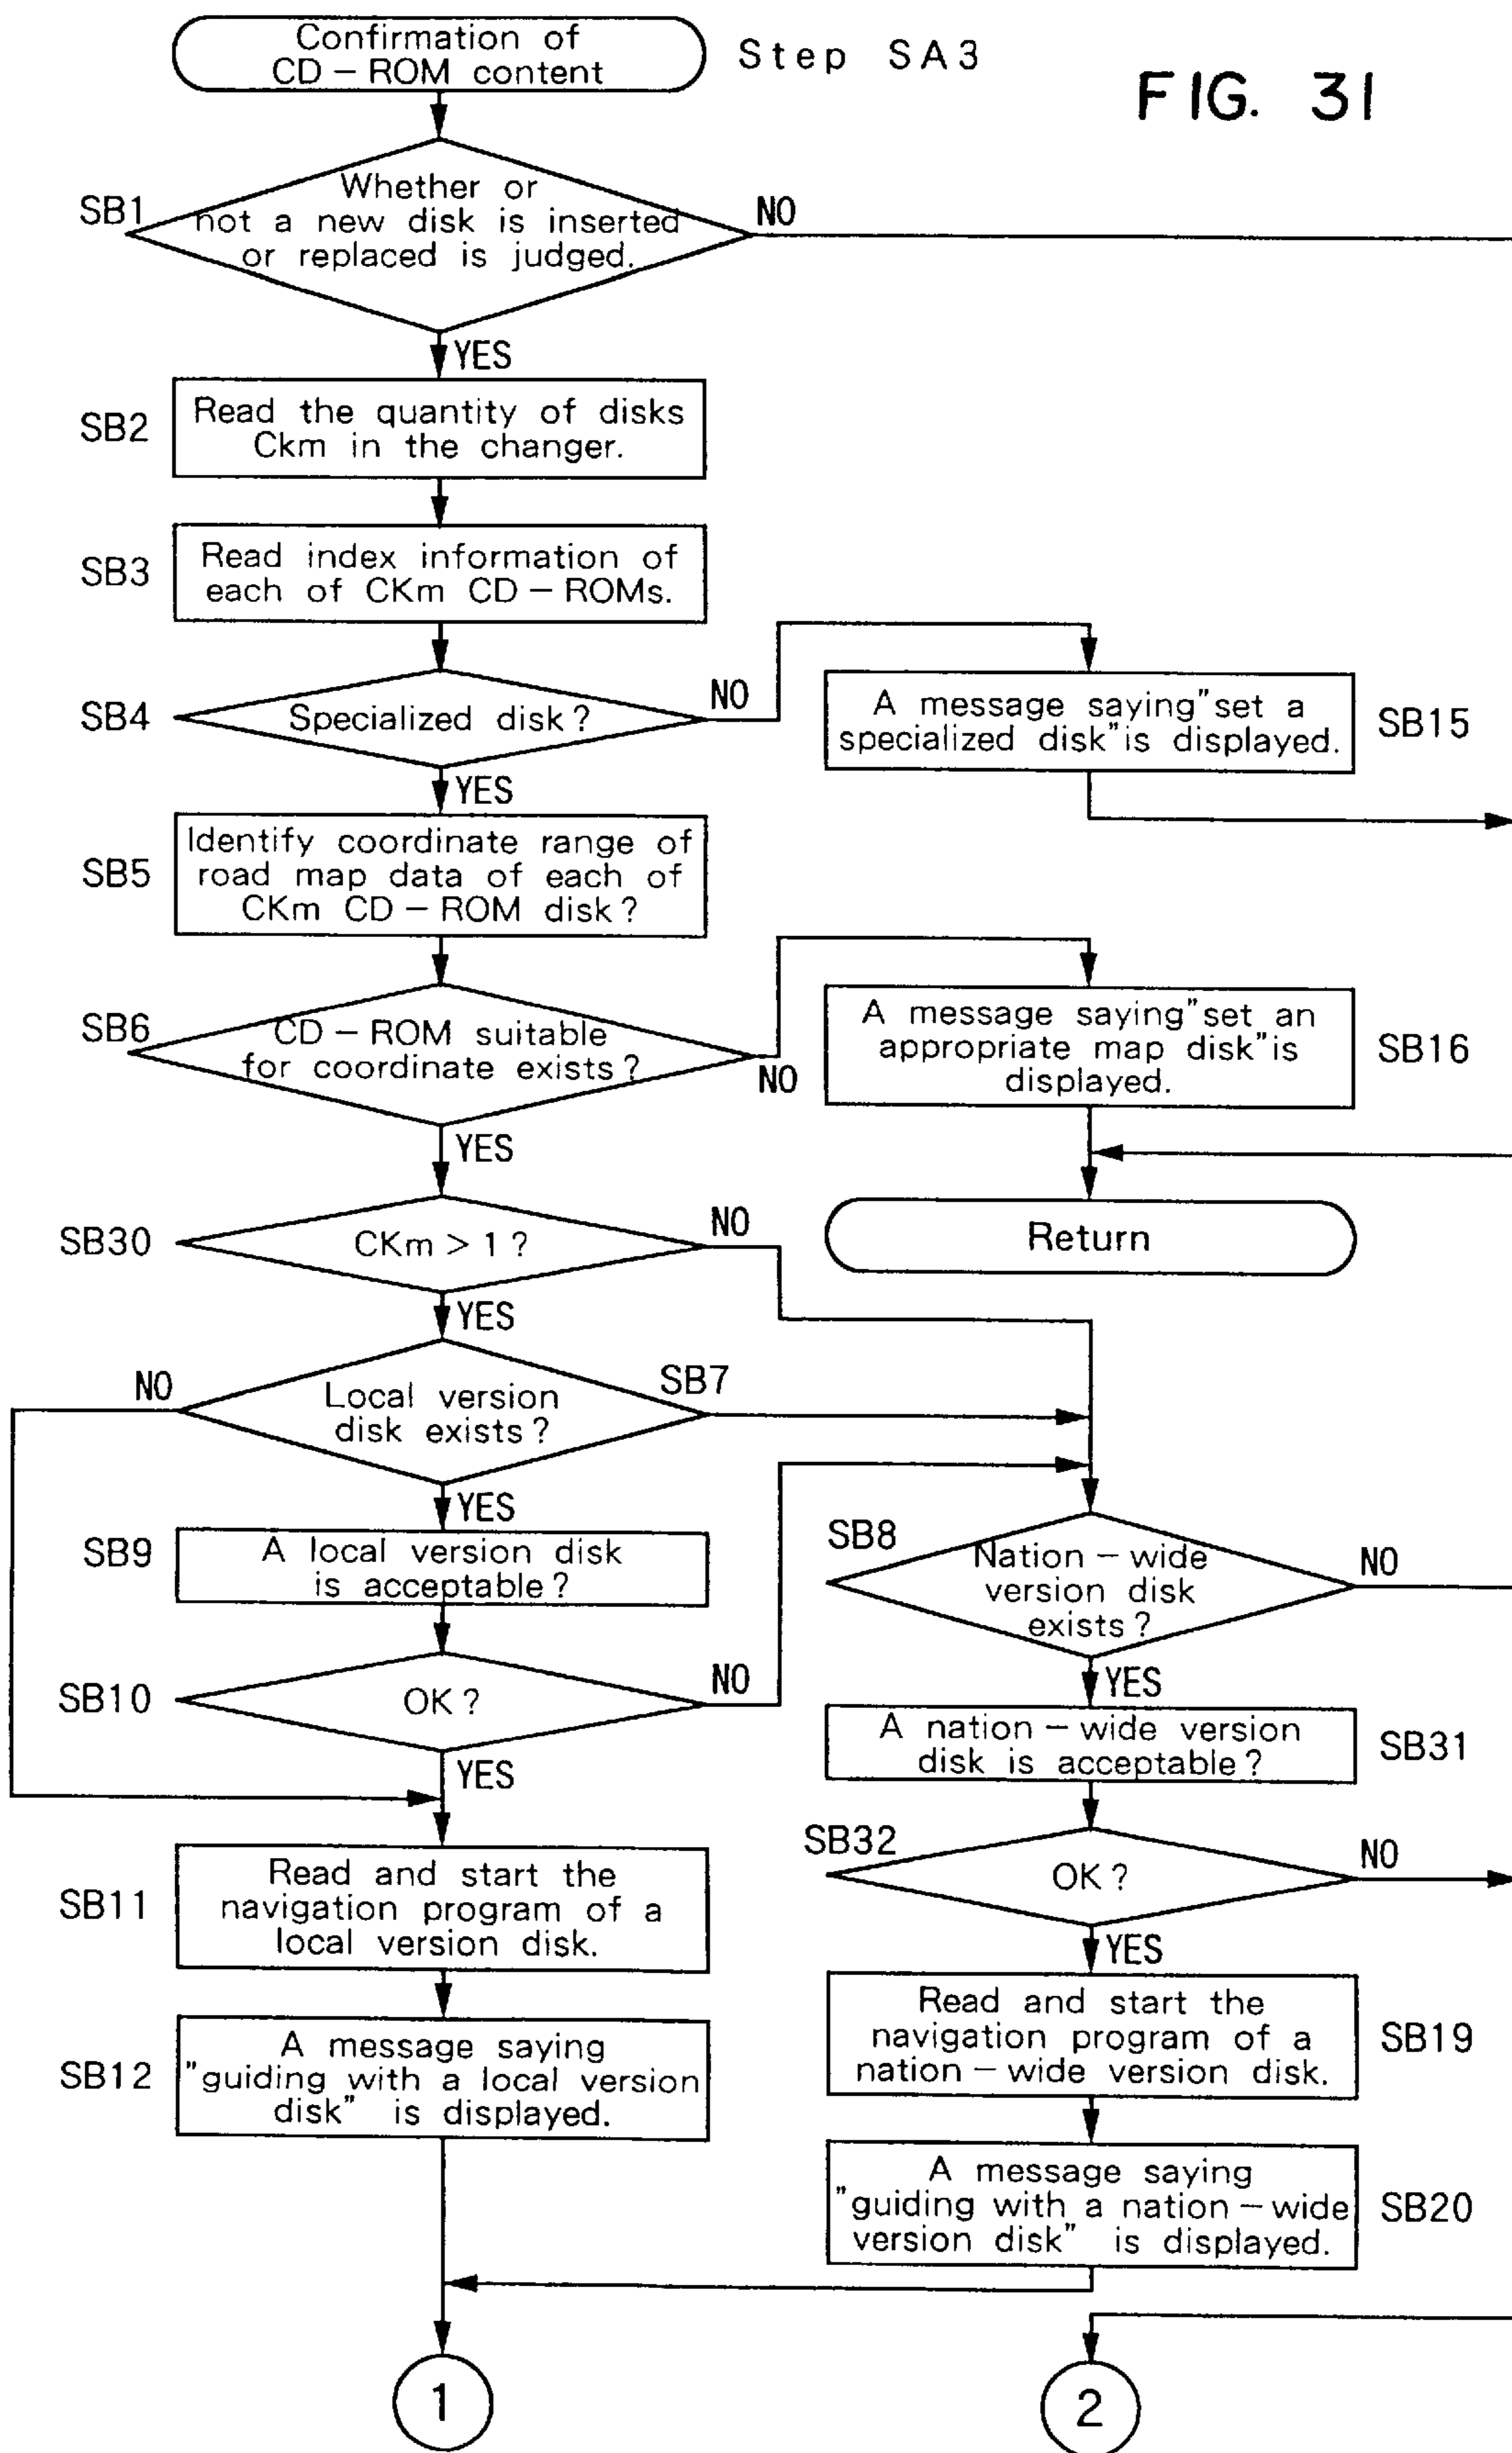 Confirmation of
CD-ROM content
Step SA3
FIG. 31
SB1
Whether or
not a new disk is inserted
or replaced is judged.
NO
YES
SB2
Read the quantity of disks
Ckm in the changer.
SB3
Read index information of
each of CKm CD-ROMs.
SB4
Specialized disk?
NO
YES
A message saying "set a
specialized disk" is displayed.
SB15
SB5
Identify coordinate range of
road map data of each of
CKm CD-ROM disk?
SB6
CD-ROM suitable
for coordinate exists?
NO
YES
A message saying "set an
appropriate map disk" is
displayed.
SB16
Return
SB30
CKm > 1?
NO
YES
NO
Local version
disk exists?
SB7
YES
SB9
A local version disk
is acceptable?
SB10
OK?
NO
YES
SB8
Nation-wide
version disk
exists?
NO
YES
A nation-wide version
disk is acceptable?
SB31
SB32
OK?
NO
YES
SB11
Read and start the
navigation program of a
local version disk.
SB12
A message saying
"guiding with a local version
disk" is displayed.
Read and start the
navigation program of a
nation-wide version disk.
SB19
A message saying
"guiding with a nation-wide
version disk" is displayed.
SB20
1
2